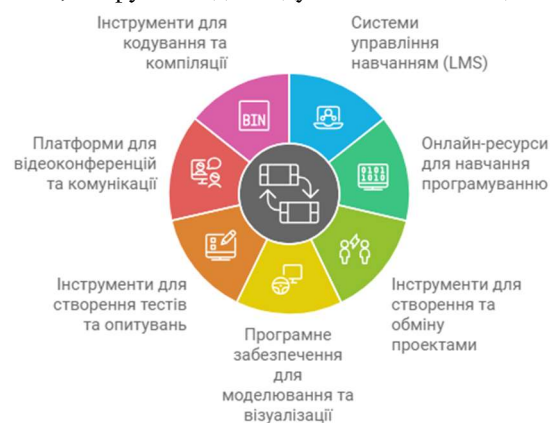 Інструменти для
кодування та
компіляції
Системи
управління
навчанням (LMS)
BIN
Платформи для
відеоконференцій
та комунікації
0101
1010
Онлайн-ресурси
для навчання
програмуванню
Інструменти для
створення тестів
та опитувань
Програмне
забезпечення
для
моделювання та
візуалізації
Інструменти для
створення та
обміну
проектами